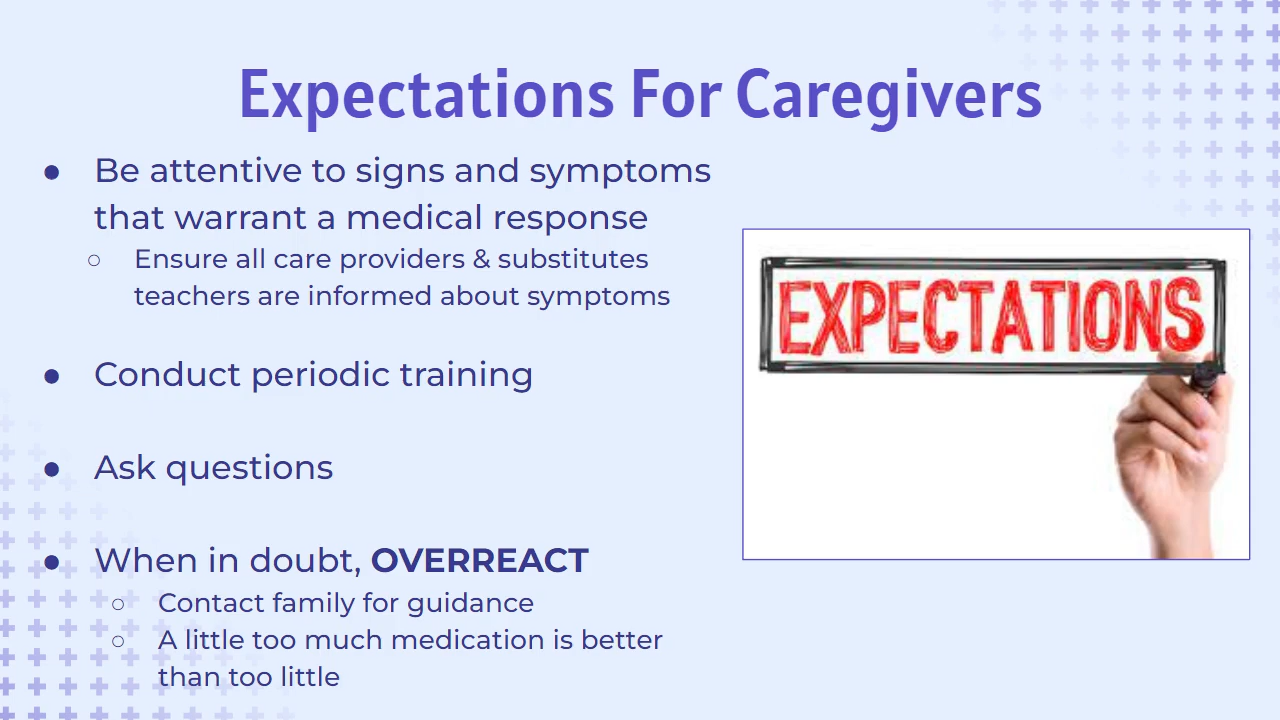 Expectations For Caregivers
● Be attentive to signs and symptoms
that warrant a medical response
○ Ensure all care providers & substitutes
teachers are informed about symptoms
● Conduct periodic training
● Ask questions
● When in doubt, OVERREACT
○ Contact family for guidance
○ A little too much medication is better
than too little
EXPECTATIONS